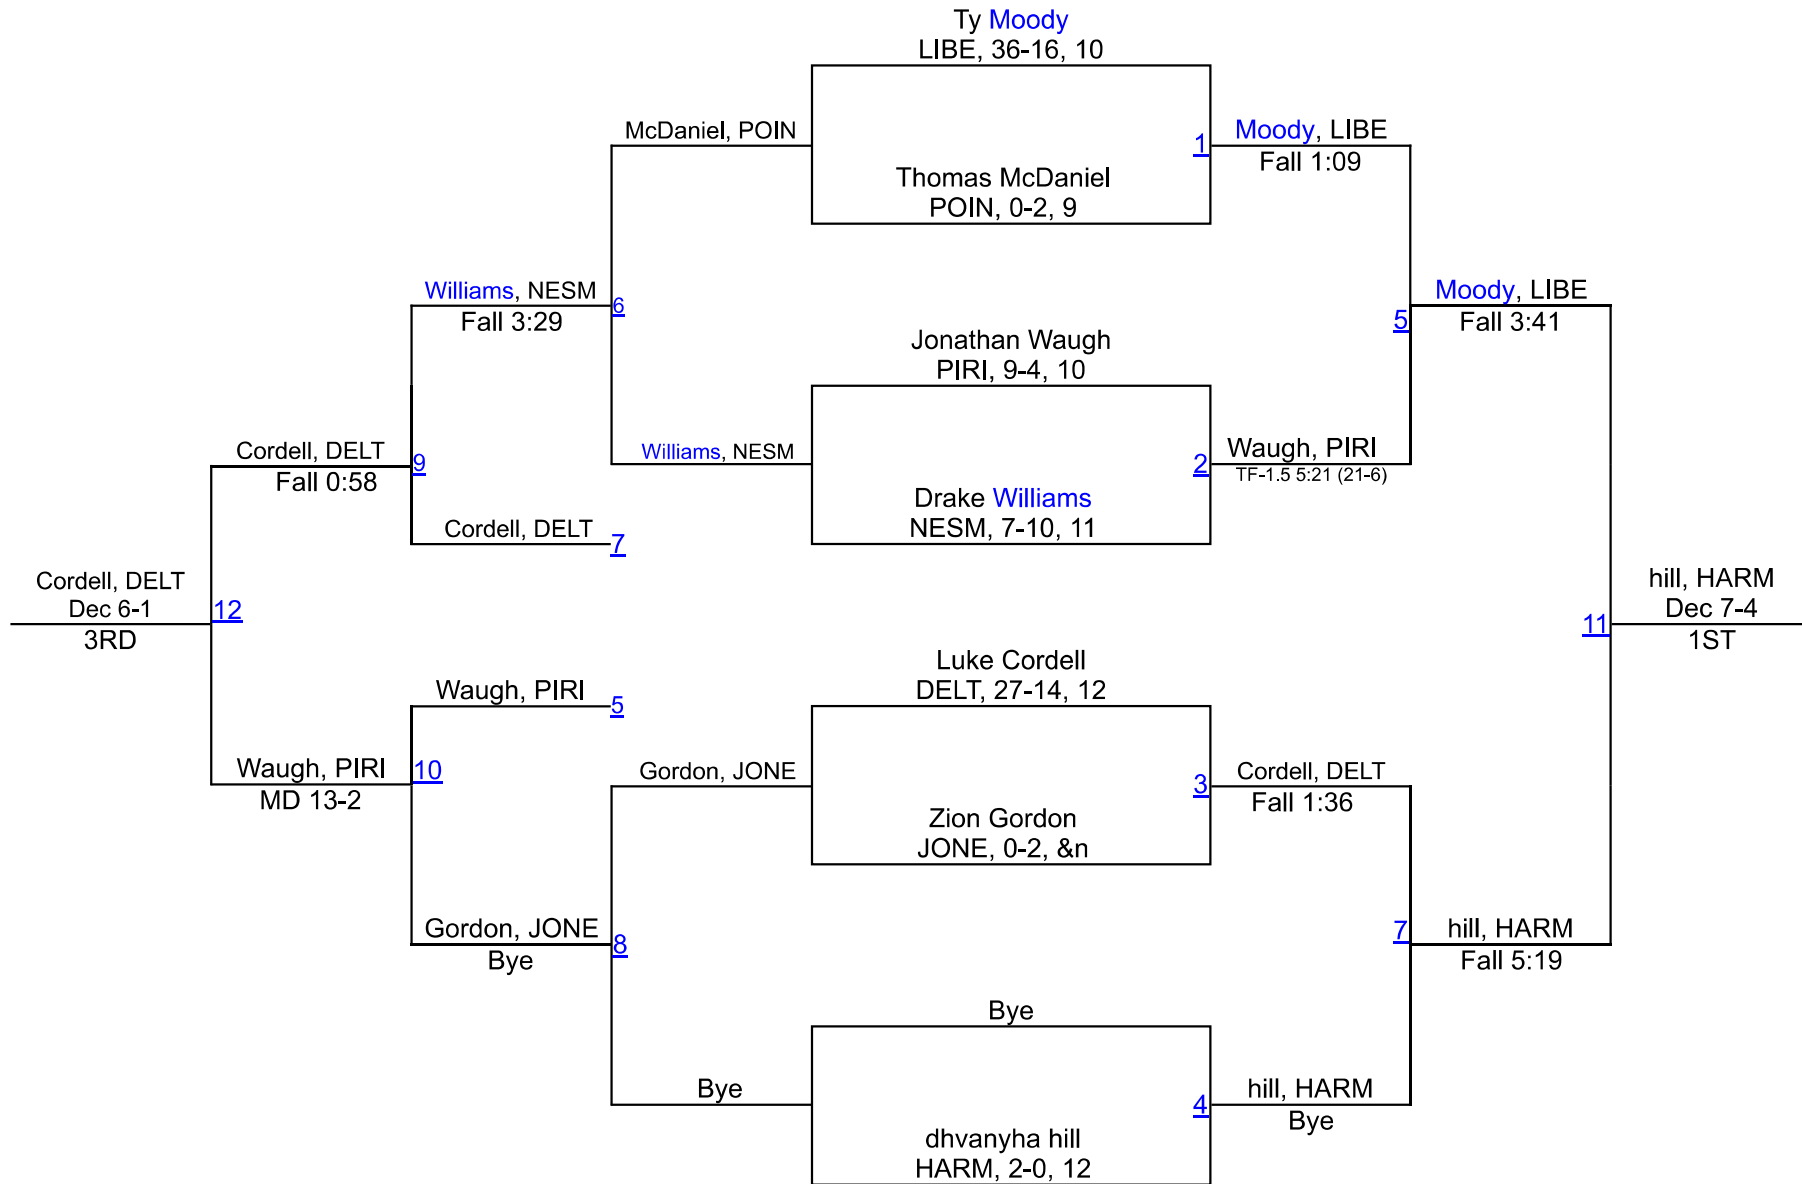 Ty Moody
LIBE, 36-16, 10
McDaniel, POIN
1
Moody, LIBE
Fall 1:09
Thomas McDaniel
POIN, 0-2, 9
Williams, NESM
Fall 3:29
6
Jonathan Waugh
PIRI, 9-4, 10
5
Moody, LIBE
Fall 3:41
Cordell, DELT
Fall 0:58
9
Williams, NESM
2
Waugh, PIRI
TF-1.5 5:21 (21-6)
Drake Williams
NESM, 7-10, 11
Cordell, DELT
7
Cordell, DELT
Dec 6-1
3RD
12
11
hill, HARM
Dec 7-4
1ST
Luke Cordell
DELT, 27-14, 12
Waugh, PIRI
5
Waugh, PIRI
MD 13-2
10
Gordon, JONE
3
Cordell, DELT
Fall 1:36
Zion Gordon
JONE, 0-2, &n
Gordon, JONE
Bye
8
7
hill, HARM
Fall 5:19
Bye
Bye
4
hill, HARM
Bye
dhvanyha hill
HARM, 2-0, 12